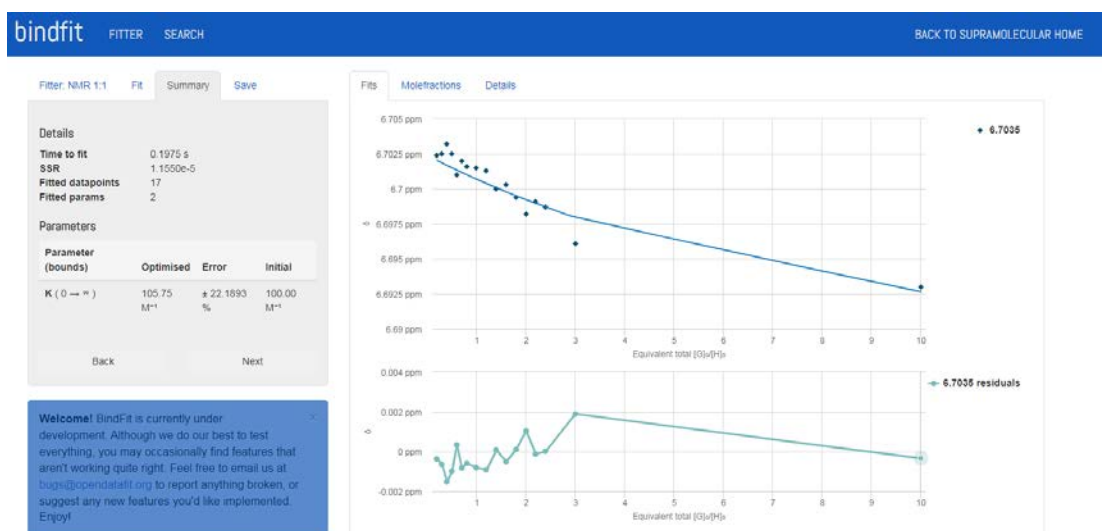 bindfit FITTER SEARCH BACK TO SUPRAMOLECULAR HOME
Fitter: NMR 1:1 Fit Summary Save
Details
Time to fit 0.1975 s
SSR 1.1550e-5
Fitted datapoints 17
Fitted params 2
Parameters
Parameter (bounds) Optimised Error Initial
K ( 0 → ∞ ) 105.75 M⁻¹ ± 22.1893 % 100.00 M⁻¹
Back Next
Welcome! BindFit is currently under
development. Although we do our best to test
everything, you may occasionally find features that
aren't working quite right. Feel free to email us at
bugs@opendatafit.org to report anything broken, or
suggest any new features you'd like implemented.
Enjoy!
×
Fits Molefractions Details
6.705 ppm
6.7025 ppm
6.7 ppm
6.6975 ppm
6.695 ppm
6.6925 ppm
6.69 ppm
δ
1 2 3 4 5 6 7 8 9 10
Equivalent total [G]₀/[H]₀
6.7035
0.004 ppm
0.002 ppm
0 ppm
-0.002 ppm
δ
1 2 3 4 5 6 7 8 9 10
Equivalent total [G]₀/[H]₀
6.7035 residuals